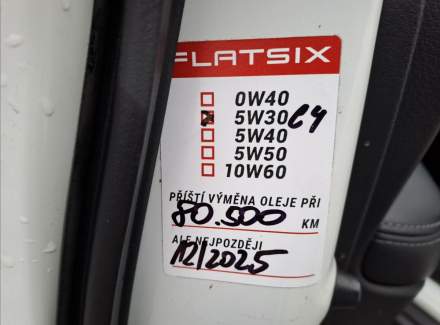 FLATSIX
0W40
5W30 C4
5W40
5W50
10W60
PŘÍŠTÍ VÝMĚNA OLEJE PŘI
80.500 KM
ALE NEJPOZDĚJI
12/2025